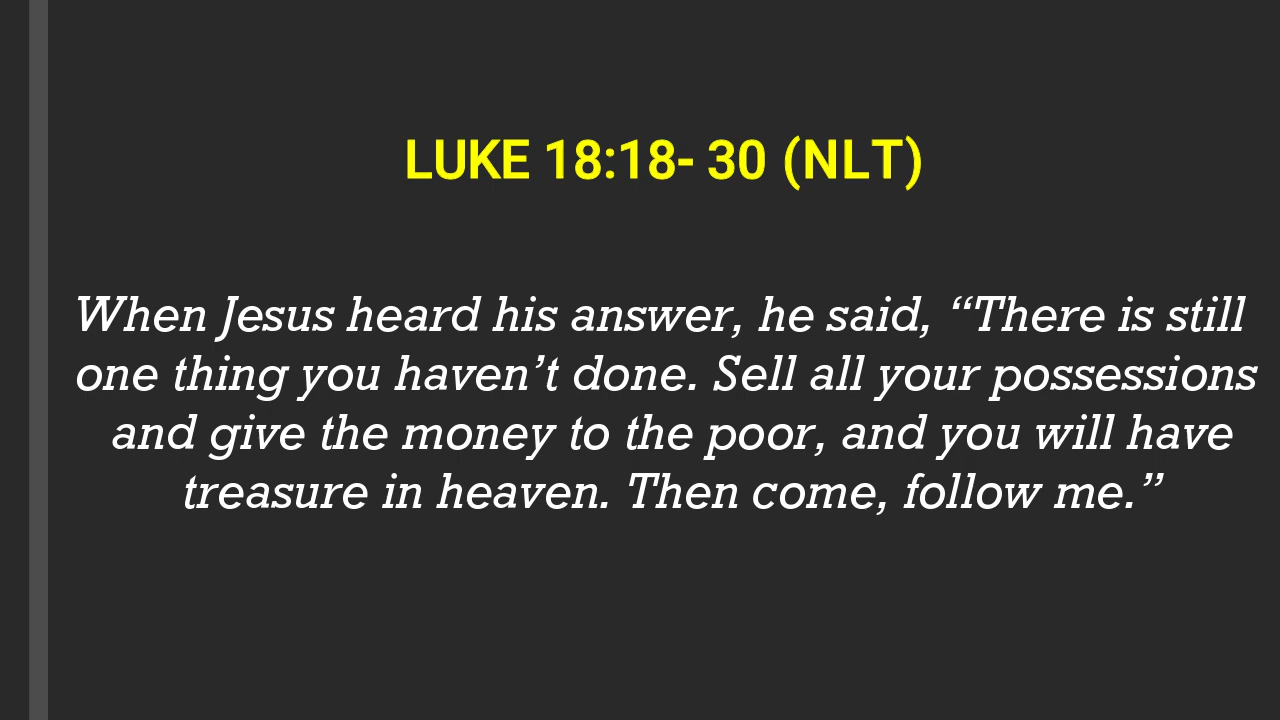 LUKE 18:18- 30 (NLT)
When Jesus heard his answer, he said, “There is still
one thing you haven’t done. Sell all your possessions
and give the money to the poor, and you will have
treasure in heaven. Then come, follow me.”